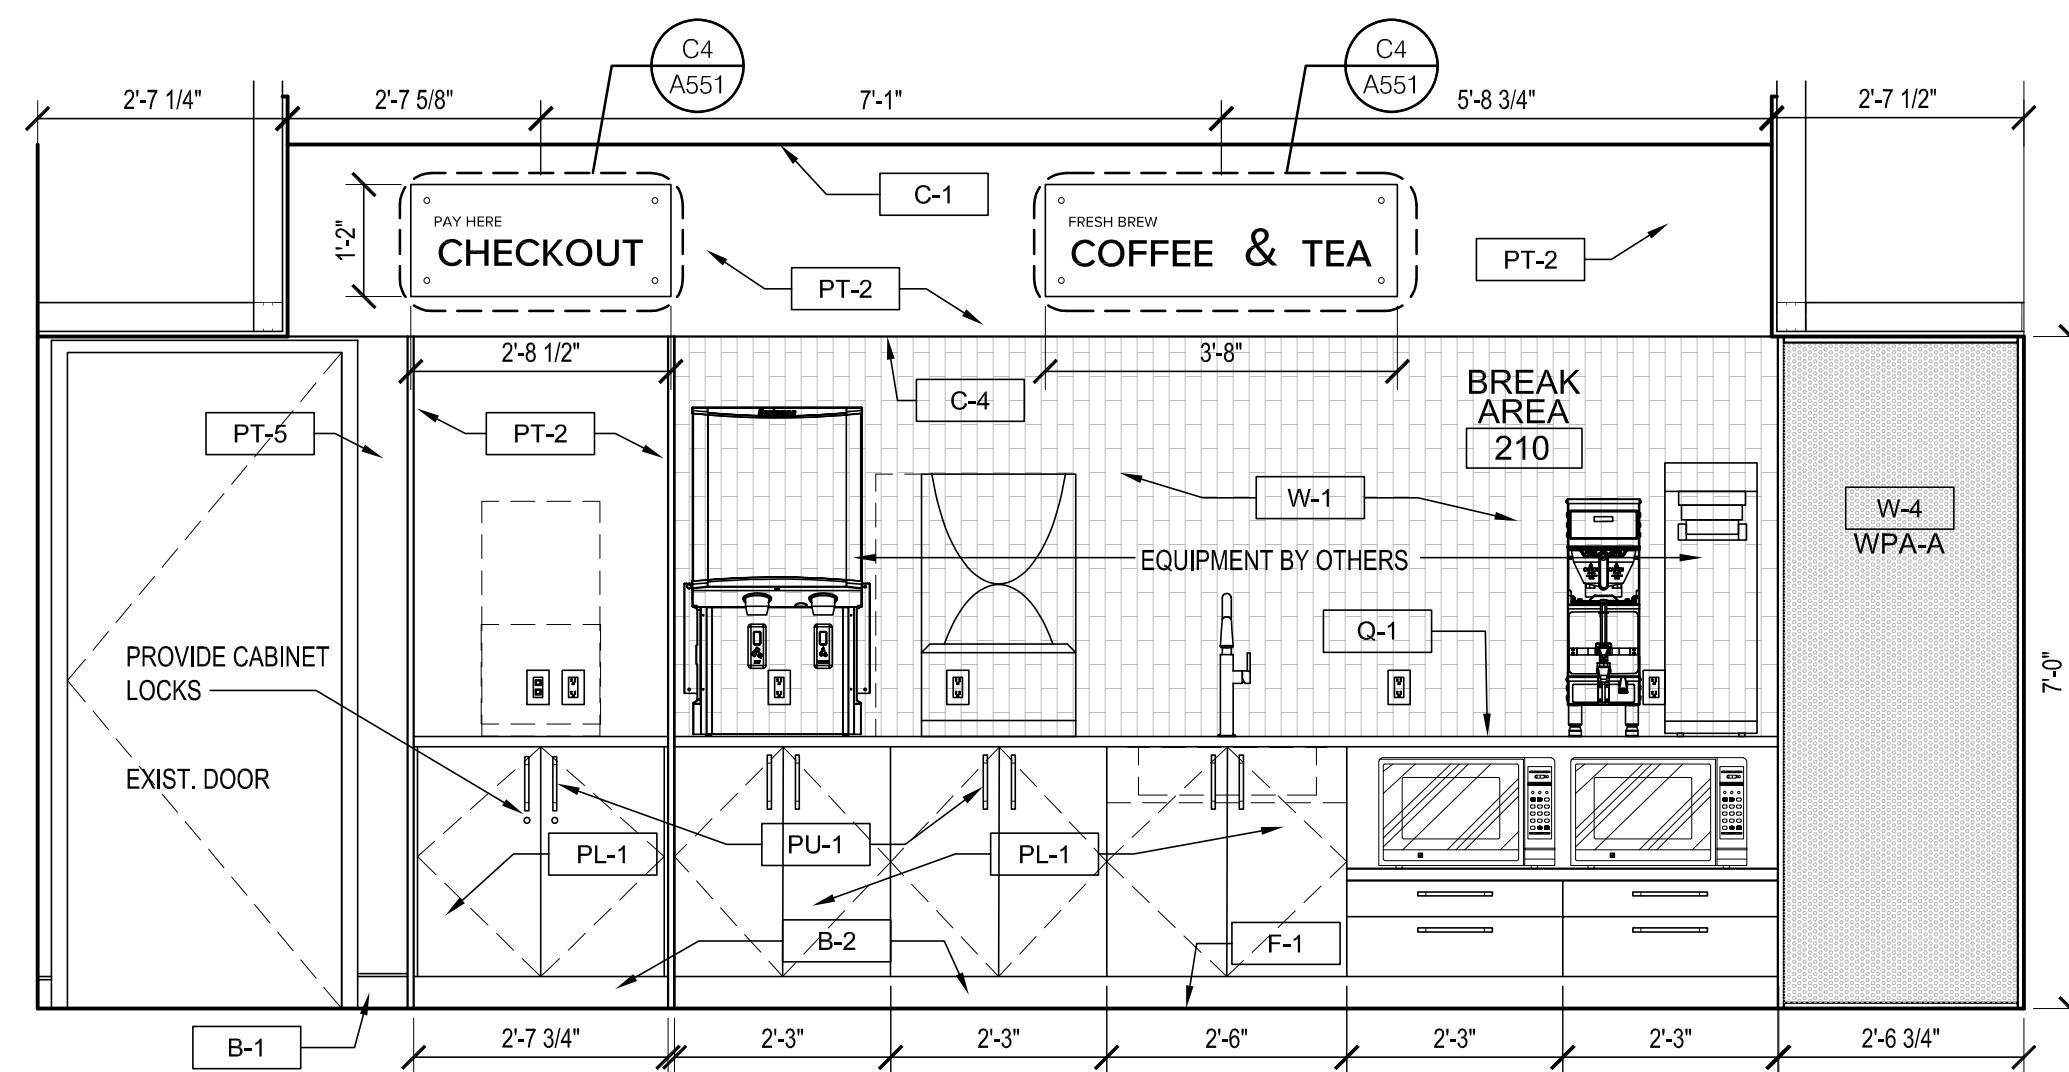 C4
A551
C4
A551
2'-7 1/4"
2'-7 5/8"
7'-1"
5'-8 3/4"
2'-7 1/2"
C-1
1'-2"
PAY HERE
CHECKOUT
FRESH BREW
COFFEE & TEA
PT-2
PT-2
2'-8 1/2"
3'-8"
C-4
BREAK
AREA
210
PT-5
PT-2
W-1
W-4
WPA-A
EQUIPMENT BY OTHERS
Q-1
7'-0"
PROVIDE CABINET
LOCKS
EXIST. DOOR
PU-1
PL-1
PL-1
B-2
F-1
B-1
2'-7 3/4"
2'-3"
2'-3"
2'-6"
2'-3"
2'-3"
2'-6 3/4"